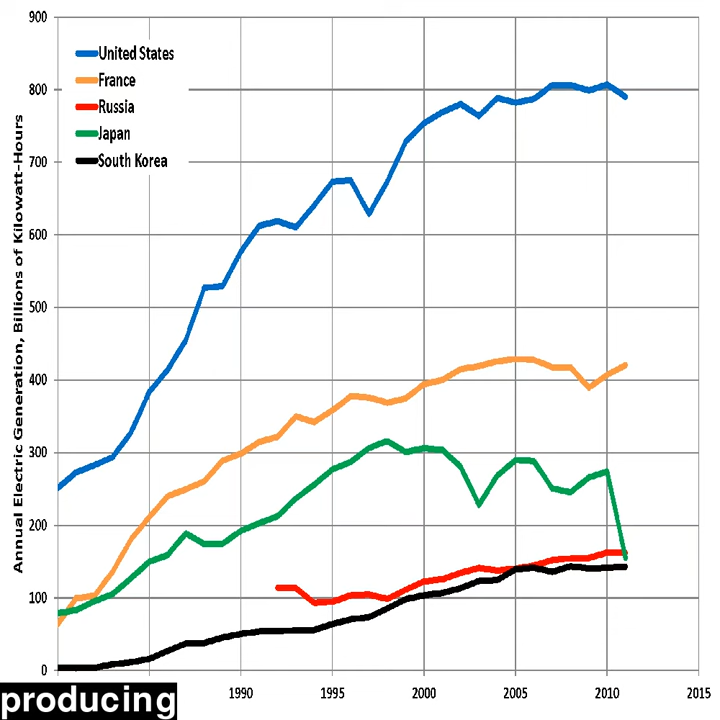 900
800
700
600
500
400
300
200
100
0
Annual Electric Generation, Billions of Kilowatt-Hours
United States
France
Russia
Japan
South Korea
1990 1995 2000 2005 2010 2015
producing